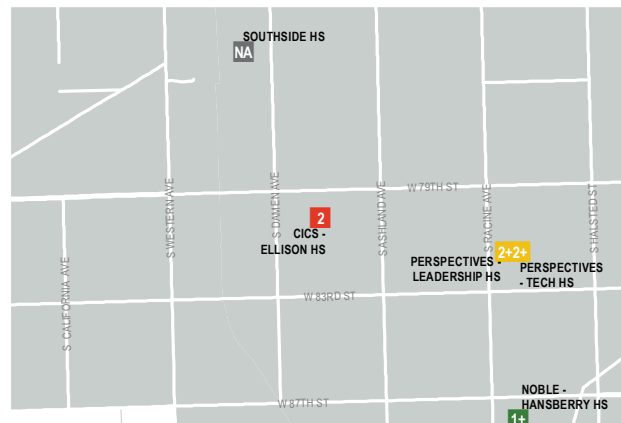 SOUTHSIDE HS
NA
S WESTERN AVE
S DAMEN AVE
S ASHLAND AVE
W 79TH ST
S RACINE AVE
S HALSTED ST
2
CICS -
ELLISON HS
S. CALIFORNIA AVE
2+2+
PERSPECTIVES -
LEADERSHIP HS
PERSPECTIVES
- TECH HS
W 83RD ST
W 87TH ST
NOBLE -
HANSBERRY HS
1+